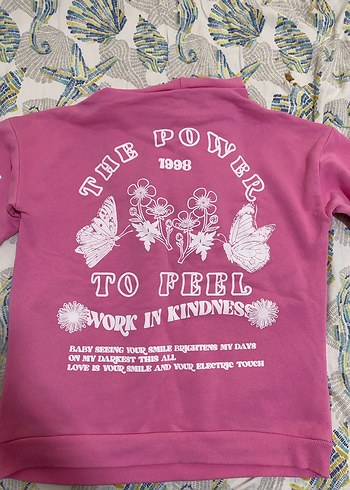 THE POWER
1998
TO FEEL
WORK IN KINDNESS
BABY SEEING YOUR SMILE BRIGHTENS MY DAYS
ON MY DARKEST THIS ALL
LOVE IS YOUR SMILE AND YOUR ELECTRIC TOUCH